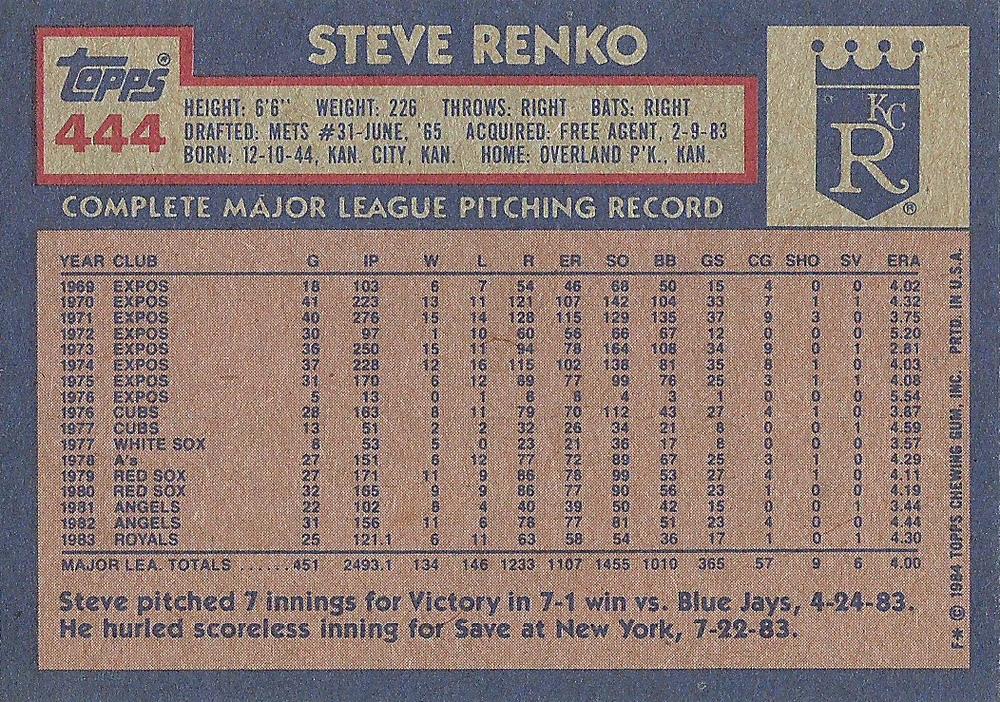 STEVE RENKO
Topps®
444
HEIGHT: 6'6" WEIGHT: 226 THROWS: RIGHT BATS: RIGHT
DRAFTED: METS #31-JUNE, '65 ACQUIRED: FREE AGENT, 2-9-83
BORN: 12-10-44, KAN. CITY, KAN. HOME: OVERLAND P'K., KAN.
KC
R
®
COMPLETE MAJOR LEAGUE PITCHING RECORD
YEAR CLUB G IP W L R ER SO BB GS CG SHO SV ERA
1969 EXPOS 18 103 6 7 54 46 68 50 15 4 0 0 4.02
1970 EXPOS 41 223 13 11 121 107 142 104 33 7 1 1 4.32
1971 EXPOS 40 276 15 14 128 115 129 135 37 9 3 0 3.75
1972 EXPOS 30 97 1 10 60 56 66 67 12 0 0 0 5.20
1973 EXPOS 36 250 15 11 94 78 164 108 34 9 0 1 2.81
1974 EXPOS 37 228 12 16 115 102 138 81 35 8 1 0 4.03
1975 EXPOS 31 170 6 12 89 77 99 76 25 3 1 1 4.08
1976 EXPOS 5 13 0 1 8 8 4 3 1 0 0 0 5.54
1976 CUBS 28 163 8 11 79 70 112 43 27 4 1 0 3.87
1977 CUBS 13 51 2 2 32 26 34 21 8 0 0 1 4.59
1977 WHITE SOX 8 53 5 0 23 21 36 17 8 0 0 0 3.57
1978 A's 27 151 6 12 77 72 89 67 25 3 1 0 4.29
1979 RED SOX 27 171 11 9 86 78 99 53 27 4 1 0 4.11
1980 RED SOX 32 165 9 9 86 77 90 56 23 1 0 0 4.19
1981 ANGELS 22 102 8 4 40 39 50 42 15 0 0 1 3.44
1982 ANGELS 31 156 11 6 78 77 81 51 23 4 0 0 4.44
1983 ROYALS 25 121.1 6 11 63 58 54 36 17 1 0 1 4.30
MAJOR LEA. TOTALS ......451 2493.1 134 146 1233 1107 1455 1010 365 57 9 6 4.00
Steve pitched 7 innings for Victory in 7-1 win vs. Blue Jays, 4-24-83.
He hurled scoreless inning for Save at New York, 7-22-83.
F* © 1984 TOPPS CHEWING GUM, INC. PRTD. IN U.S.A.